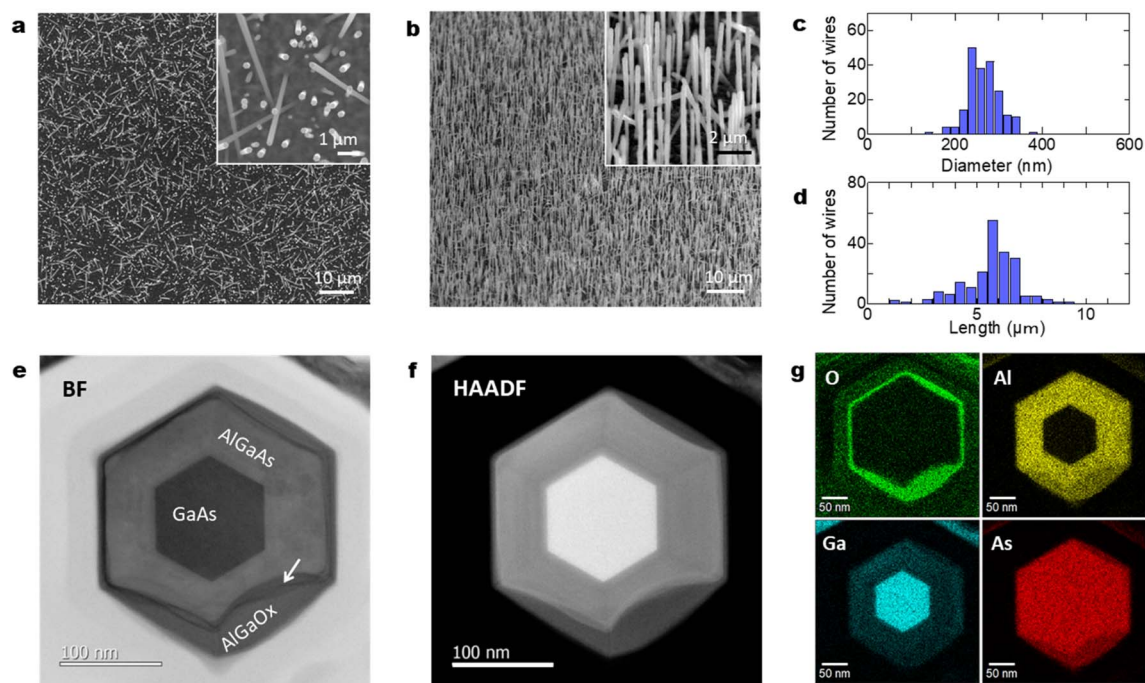 a
1 µm
10 µm
b
2 µm
10 µm
c
Number of wires
60
40
20
0
200
400
600
Diameter (nm)
d
Number of wires
80
40
0
0
5
10
Length (µm)
e
BF
AlGaAs
GaAs
AlGaOx
100 nm
f
HAADF
100 nm
g
O
50 nm
Al
50 nm
Ga
50 nm
As
50 nm